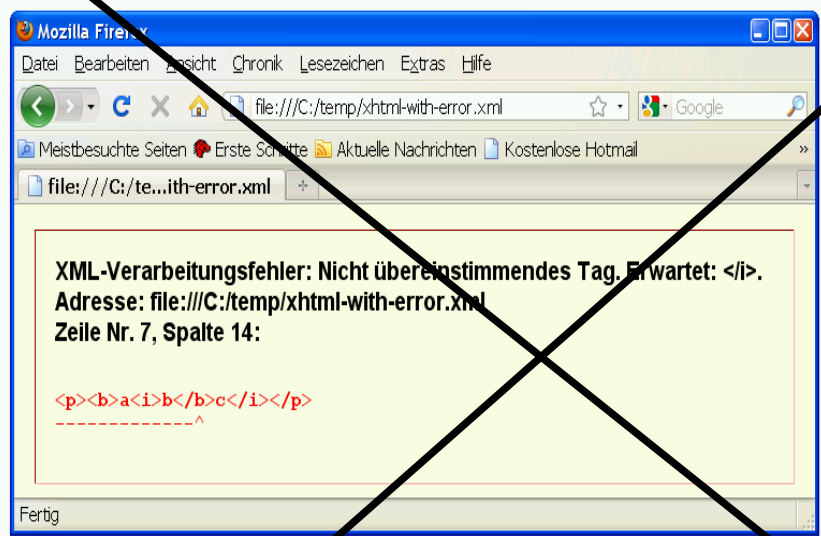 Mozilla Firefox
Datei Bearbeiten Ansicht Chronik Lesezeichen Extras Hilfe
file:///C:/temp/xhtml-with-error.xml Google
Meistbesuchte Seiten Erste Schritte Aktuelle Nachrichten Kostenlose Hotmail »
file:///C:/te...ith-error.xml
XML-Verarbeitungsfehler: Nicht übereinstimmendes Tag. Erwartet: </i>.
Adresse: file:///C:/temp/xhtml-with-error.xml
Zeile Nr. 7, Spalte 14:
<p><b>a<i>b</b>c</i></p>
-------------^
Fertig